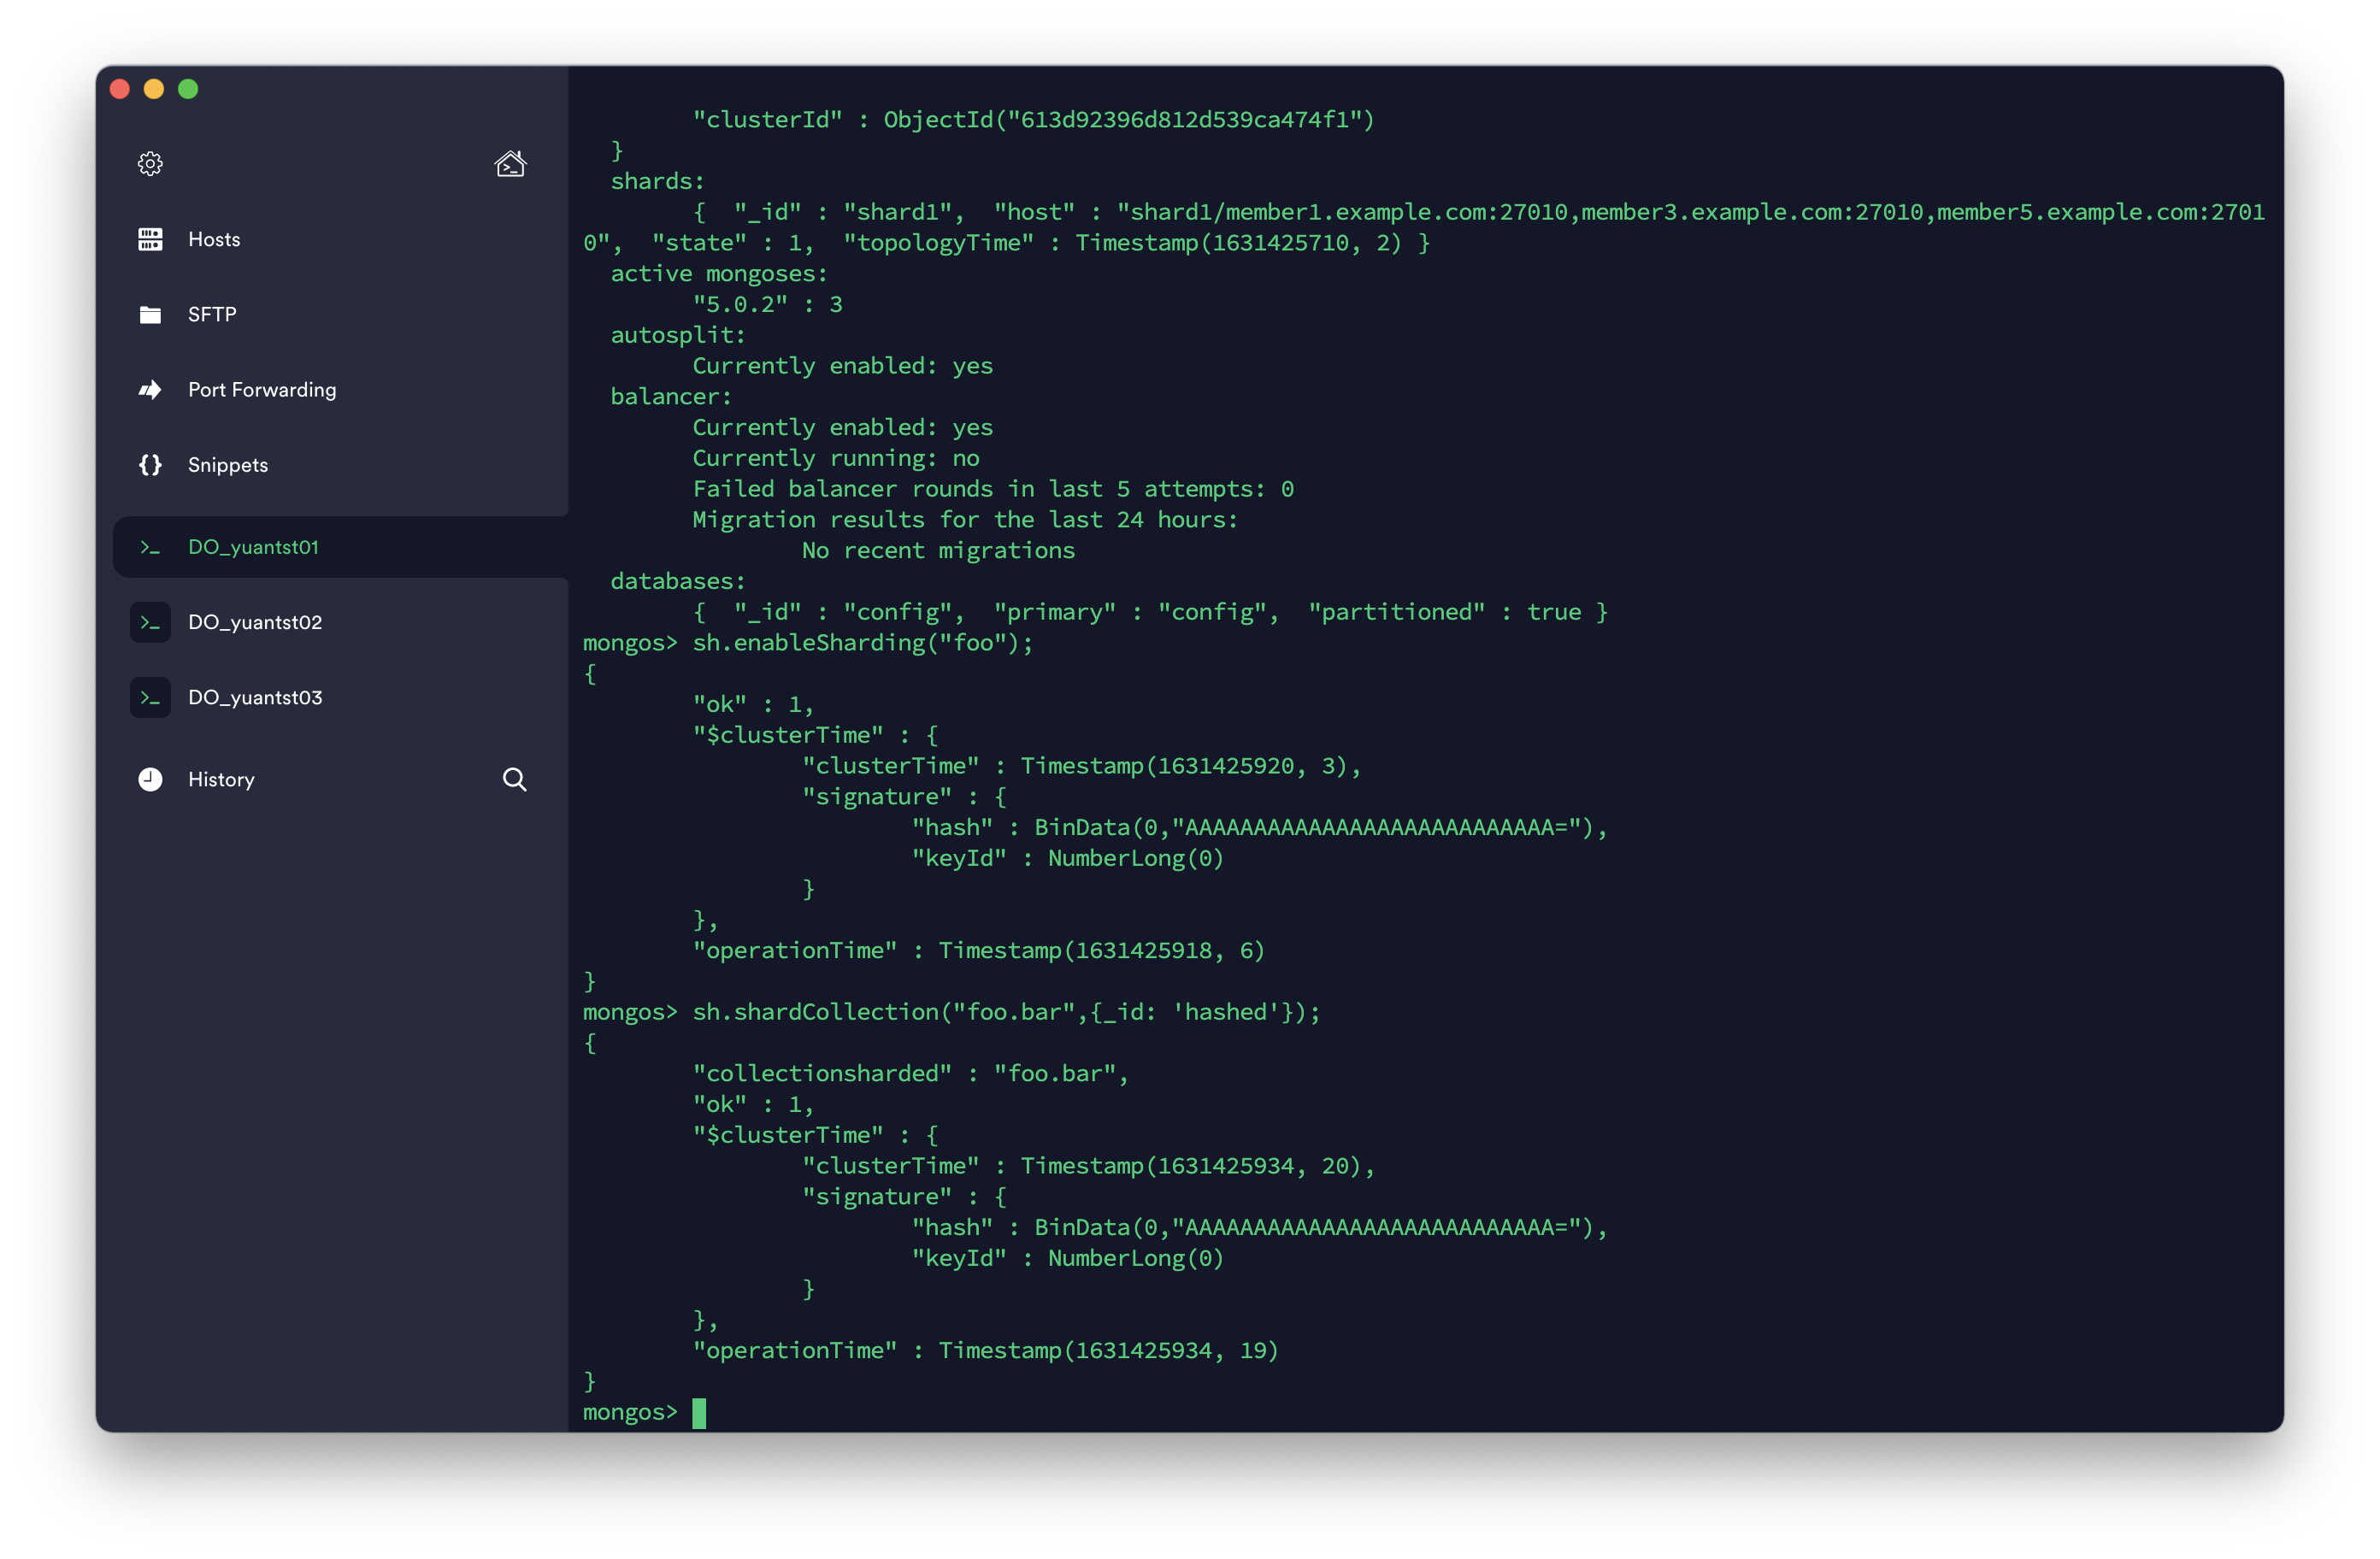 Hosts
SFTP
Port Forwarding
Snippets
DO_yuantst01
DO_yuantst02
DO_yuantst03
History
"clusterId" : ObjectId("613d92396d812d539ca474f1")
}
shards:
{  "_id" : "shard1",  "host" : "shard1/member1.example.com:27010,member3.example.com:27010,member5.example.com:2701
0",  "state" : 1,  "topologyTime" : Timestamp(1631425710, 2) }
active mongoses:
"5.0.2" : 3
autosplit:
Currently enabled: yes
balancer:
Currently enabled: yes
Currently running: no
Failed balancer rounds in last 5 attempts: 0
Migration results for the last 24 hours:
No recent migrations
databases:
{  "_id" : "config",  "primary" : "config",  "partitioned" : true }
mongos> sh.enableSharding("foo");
{
"ok" : 1,
"$clusterTime" : {
"clusterTime" : Timestamp(1631425920, 3),
"signature" : {
"hash" : BinData(0,"AAAAAAAAAAAAAAAAAAAAAAAAAAA="),
"keyId" : NumberLong(0)
}
},
"operationTime" : Timestamp(1631425918, 6)
}
mongos> sh.shardCollection("foo.bar",{_id: 'hashed'});
{
"collectionsharded" : "foo.bar",
"ok" : 1,
"$clusterTime" : {
"clusterTime" : Timestamp(1631425934, 20),
"signature" : {
"hash" : BinData(0,"AAAAAAAAAAAAAAAAAAAAAAAAAAA="),
"keyId" : NumberLong(0)
}
},
"operationTime" : Timestamp(1631425934, 19)
}
mongos>